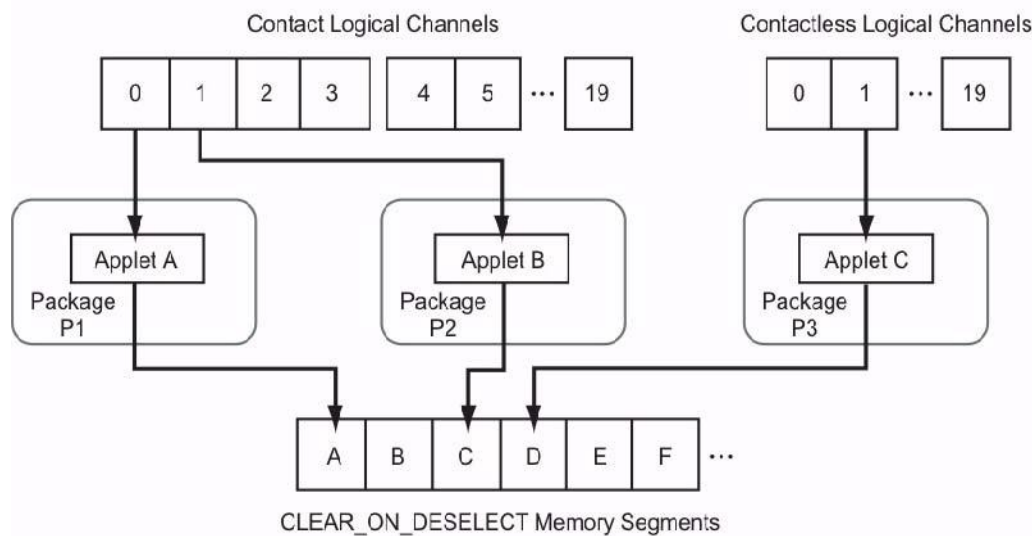 Contact Logical Channels
Contactless Logical Channels
0 1 2 3 4 5 ... 19
0 1 ... 19
Applet A
Package
P1
Applet B
Package
P2
Applet C
Package
P3
A B C D E F ...
CLEAR_ON_DESELECT Memory Segments